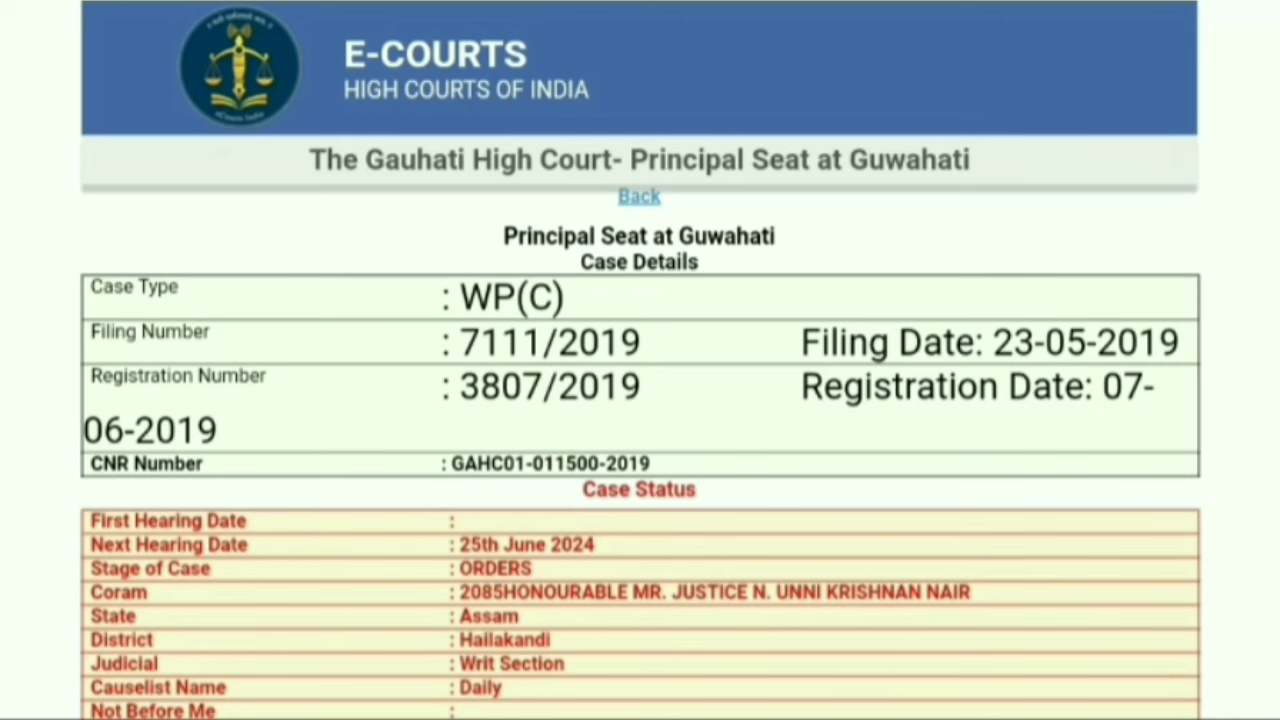 E-COURTS
HIGH COURTS OF INDIA
The Gauhati High Court- Principal Seat at Guwahati
Back
Principal Seat at Guwahati
Case Details
Case Type : WP(C)
Filing Number : 7111/2019 Filing Date: 23-05-2019
Registration Number : 3807/2019 Registration Date: 07-
06-2019
CNR Number : GAHC01-011500-2019
Case Status
First Hearing Date :
Next Hearing Date : 25th June 2024
Stage of Case : ORDERS
Coram : 2085HONOURABLE MR. JUSTICE N. UNNI KRISHNAN NAIR
State : Assam
District : Hailakandi
Judicial : Writ Section
Causelist Name : Daily
Not Before Me :